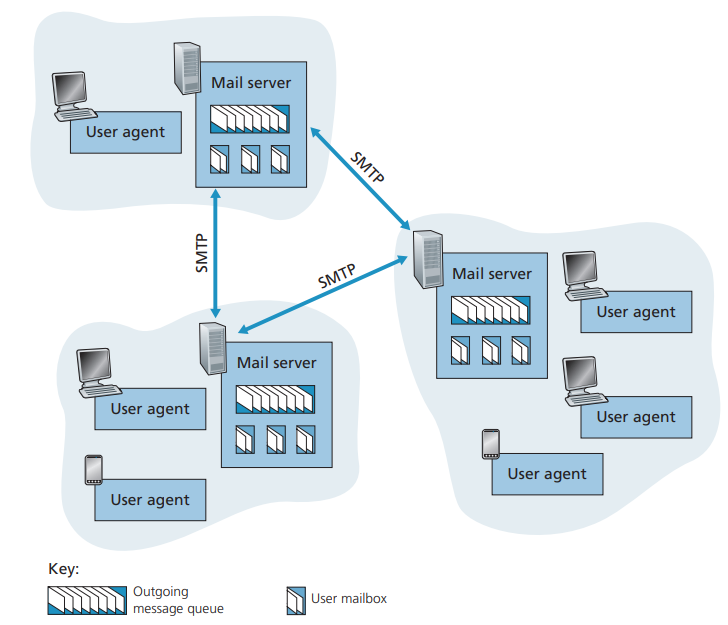 Mail server
User agent
SMTP
SMTP
SMTP
Mail server
User agent
User agent
User agent
Mail server
User agent
User agent
Key:
Outgoing
message queue
User mailbox